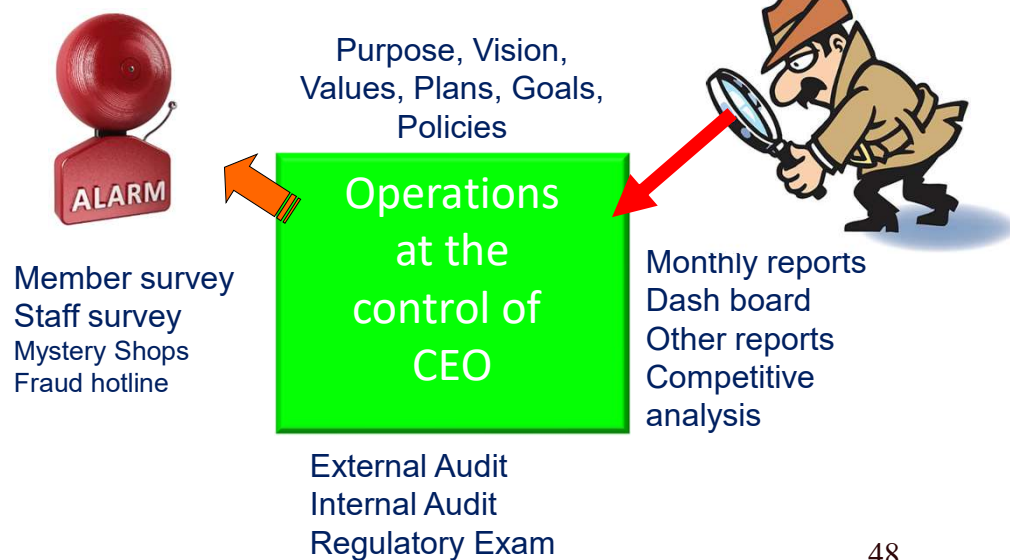 Purpose, Vision,
Values, Plans, Goals,
Policies
ALARM
Operations
at the
control of
CEO
Member survey
Staff survey
Mystery Shops
Fraud hotline
Monthly reports
Dash board
Other reports
Competitive
analysis
External Audit
Internal Audit
Regulatory Exam
48